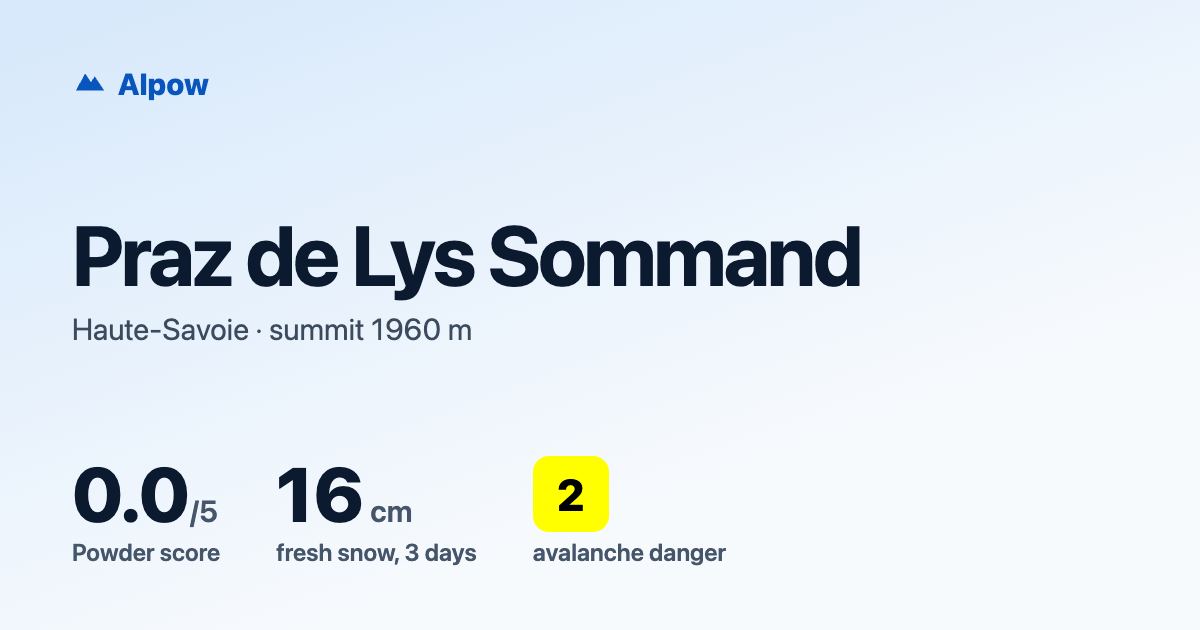 Alpow
Praz de Lys Sommand
Haute-Savoie · summit 1960 m
0.0/5
Powder score
16 cm
fresh snow, 3 days
2
avalanche danger